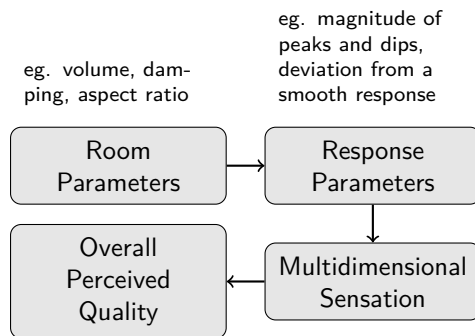 eg. volume, dam-
ping, aspect ratio
eg. magnitude of
peaks and dips,
deviation from a
smooth response
Room
Parameters
Response
Parameters
Multidimensional
Sensation
Overall
Perceived
Quality